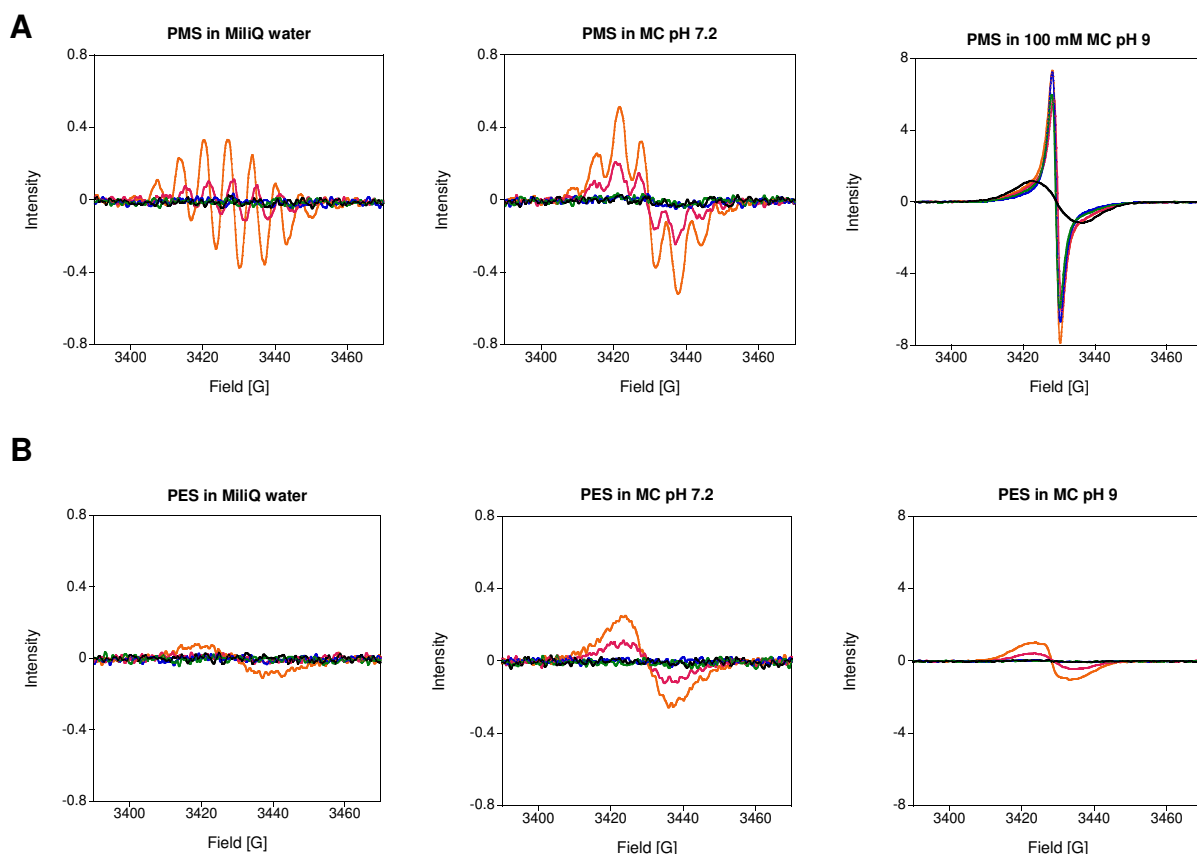 A
PMS in MiliQ water
PMS in MC pH 7.2
PMS in 100 mM MC pH 9
0.8
0.4
0
-0.4
-0.8
Intensity
3400 3420 3440 3460
Field [G]
0.8
0.4
0
-0.4
-0.8
Intensity
3400 3420 3440 3460
Field [G]
8
4
0
-4
-8
Intensity
3400 3420 3440 3460
Field [G]
B
PES in MiliQ water
PES in MC pH 7.2
PES in MC pH 9
0.8
0.4
0
-0.4
-0.8
Intensity
3400 3420 3440 3460
Field [G]
0.8
0.4
0
-0.4
-0.8
Intensity
3400 3420 3440 3460
Field [G]
8
4
0
-4
-8
Intensity
3400 3420 3440 3460
Field [G]